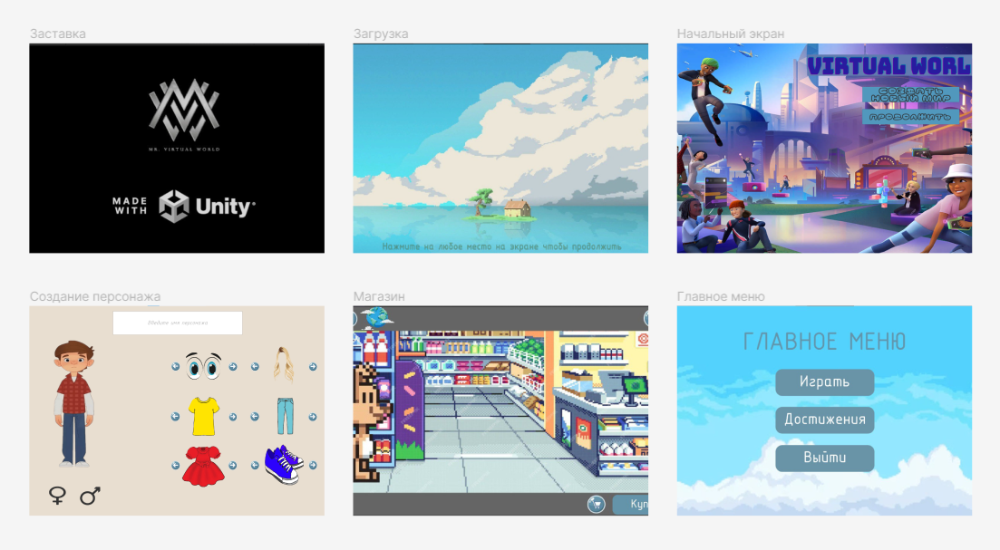 Заставка
Загрузка
Начальный экран
MR. VIRTUAL WORLD
MADE
WITH
Unity
Нажмите на любое место на экране чтобы продолжить
VIRTUAL WORL
СОЗДАТЬ
НОВЫЙ МИР
ПРОДОЛЖИТЬ
Создание персонажа
Магазин
Главное меню
Введите имя персонажа
Куп
ГЛАВНОЕ МЕНЮ
Играть
Достижения
Выйти